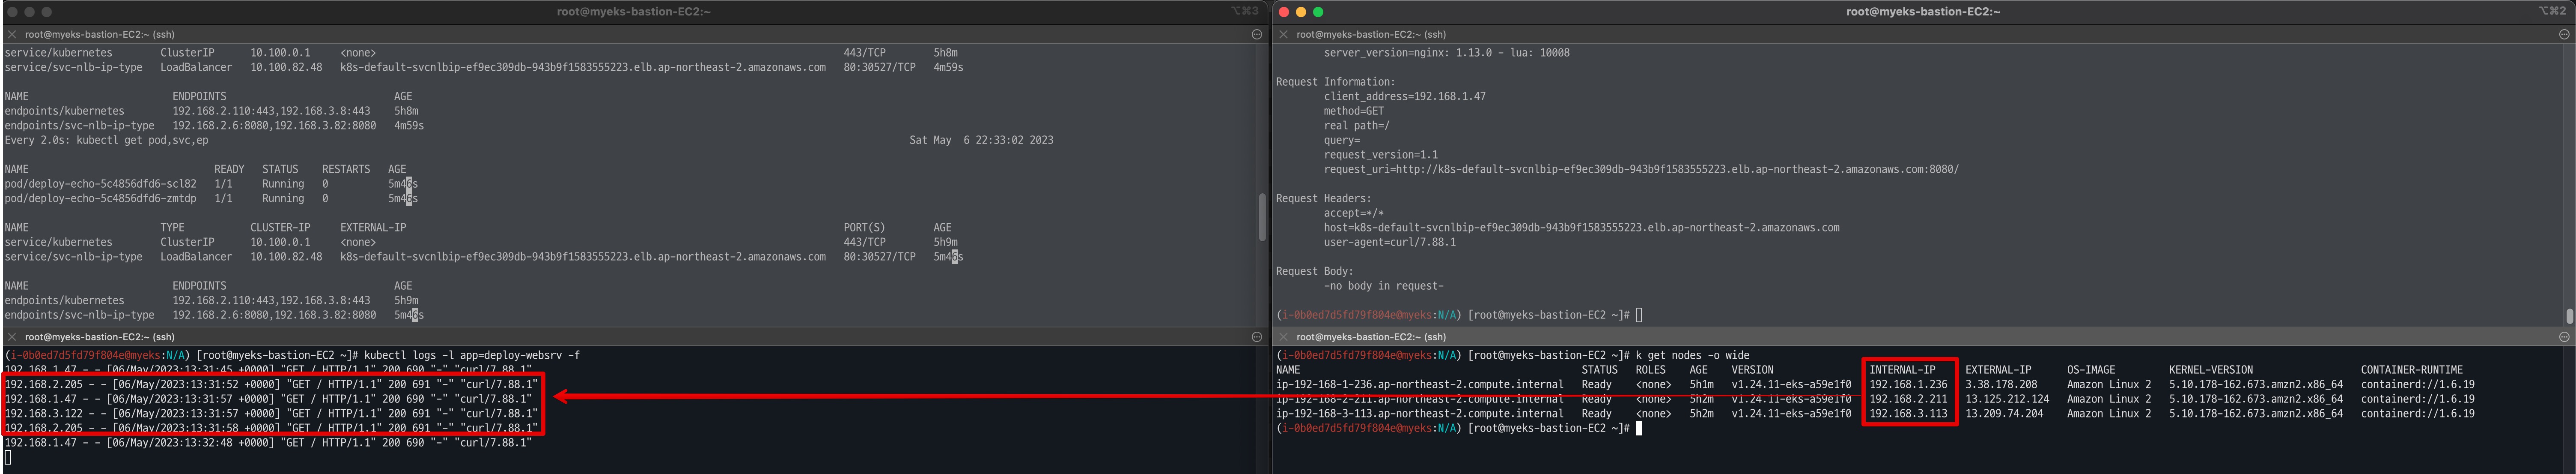 root@myeks-bastion-EC2:~
⌥⌘3
root@myeks-bastion-EC2:~ (ssh)
service/kubernetes ClusterIP 10.100.0.1 <none> 443/TCP 5h8m
service/svc-nlb-ip-type LoadBalancer 10.100.82.48 k8s-default-svcnlbip-ef9ec309db-943b9f1583555223.elb.ap-northeast-2.amazonaws.com 80:30527/TCP 4m59s
NAME ENDPOINTS AGE
endpoints/kubernetes 192.168.2.110:443,192.168.3.8:443 5h8m
endpoints/svc-nlb-ip-type 192.168.2.6:8080,192.168.3.82:8080 4m59s
Every 2.0s: kubectl get pod,svc,ep Sat May 6 22:33:02 2023
NAME READY STATUS RESTARTS AGE
pod/deploy-echo-5c4856dfd6-scl82 1/1 Running 0 5m46s
pod/deploy-echo-5c4856dfd6-zmtdp 1/1 Running 0 5m46s
NAME TYPE CLUSTER-IP EXTERNAL-IP PORT(S) AGE
service/kubernetes ClusterIP 10.100.0.1 <none> 443/TCP 5h9m
service/svc-nlb-ip-type LoadBalancer 10.100.82.48 k8s-default-svcnlbip-ef9ec309db-943b9f1583555223.elb.ap-northeast-2.amazonaws.com 80:30527/TCP 5m46s
NAME ENDPOINTS AGE
endpoints/kubernetes 192.168.2.110:443,192.168.3.8:443 5h9m
endpoints/svc-nlb-ip-type 192.168.2.6:8080,192.168.3.82:8080 5m46s
root@myeks-bastion-EC2:~ (ssh)
(i-0b0ed7d5fd79f804e@myeks:N/A) [root@myeks-bastion-EC2 ~]# kubectl logs -l app=deploy-websrv -f
192.168.1.47 - - [06/May/2023:13:31:45 +0000] "GET / HTTP/1.1" 200 690 "-" "curl/7.88.1"
192.168.2.205 - - [06/May/2023:13:31:52 +0000] "GET / HTTP/1.1" 200 691 "-" "curl/7.88.1"
192.168.1.47 - - [06/May/2023:13:31:57 +0000] "GET / HTTP/1.1" 200 690 "-" "curl/7.88.1"
192.168.3.122 - - [06/May/2023:13:31:57 +0000] "GET / HTTP/1.1" 200 691 "-" "curl/7.88.1"
192.168.2.205 - - [06/May/2023:13:31:58 +0000] "GET / HTTP/1.1" 200 691 "-" "curl/7.88.1"
192.168.1.47 - - [06/May/2023:13:32:48 +0000] "GET / HTTP/1.1" 200 690 "-" "curl/7.88.1"
root@myeks-bastion-EC2:~
⌥⌘2
root@myeks-bastion-EC2:~ (ssh)
server_version=nginx: 1.13.0 - lua: 10008
Request Information:
client_address=192.168.1.47
method=GET
real path=/
query=
request_version=1.1
request_uri=http://k8s-default-svcnlbip-ef9ec309db-943b9f1583555223.elb.ap-northeast-2.amazonaws.com:8080/
Request Headers:
accept=*/*
host=k8s-default-svcnlbip-ef9ec309db-943b9f1583555223.elb.ap-northeast-2.amazonaws.com
user-agent=curl/7.88.1
Request Body:
-no body in request-
(i-0b0ed7d5fd79f804e@myeks:N/A) [root@myeks-bastion-EC2 ~]#
root@myeks-bastion-EC2:~ (ssh)
(i-0b0ed7d5fd79f804e@myeks:N/A) [root@myeks-bastion-EC2 ~]# k get nodes -o wide
NAME STATUS ROLES AGE VERSION INTERNAL-IP EXTERNAL-IP OS-IMAGE KERNEL-VERSION CONTAINER-RUNTIME
ip-192-168-1-236.ap-northeast-2.compute.internal Ready <none> 5h1m v1.24.11-eks-a59e1f0 192.168.1.236 3.38.178.208 Amazon Linux 2 5.10.178-162.673.amzn2.x86_64 containerd://1.6.19
ip-192-168-2-211.ap-northeast-2.compute.internal Ready <none> 5h2m v1.24.11-eks-a59e1f0 192.168.2.211 13.125.212.124 Amazon Linux 2 5.10.178-162.673.amzn2.x86_64 containerd://1.6.19
ip-192-168-3-113.ap-northeast-2.compute.internal Ready <none> 5h2m v1.24.11-eks-a59e1f0 192.168.3.113 13.209.74.204 Amazon Linux 2 5.10.178-162.673.amzn2.x86_64 containerd://1.6.19
(i-0b0ed7d5fd79f804e@myeks:N/A) [root@myeks-bastion-EC2 ~]#